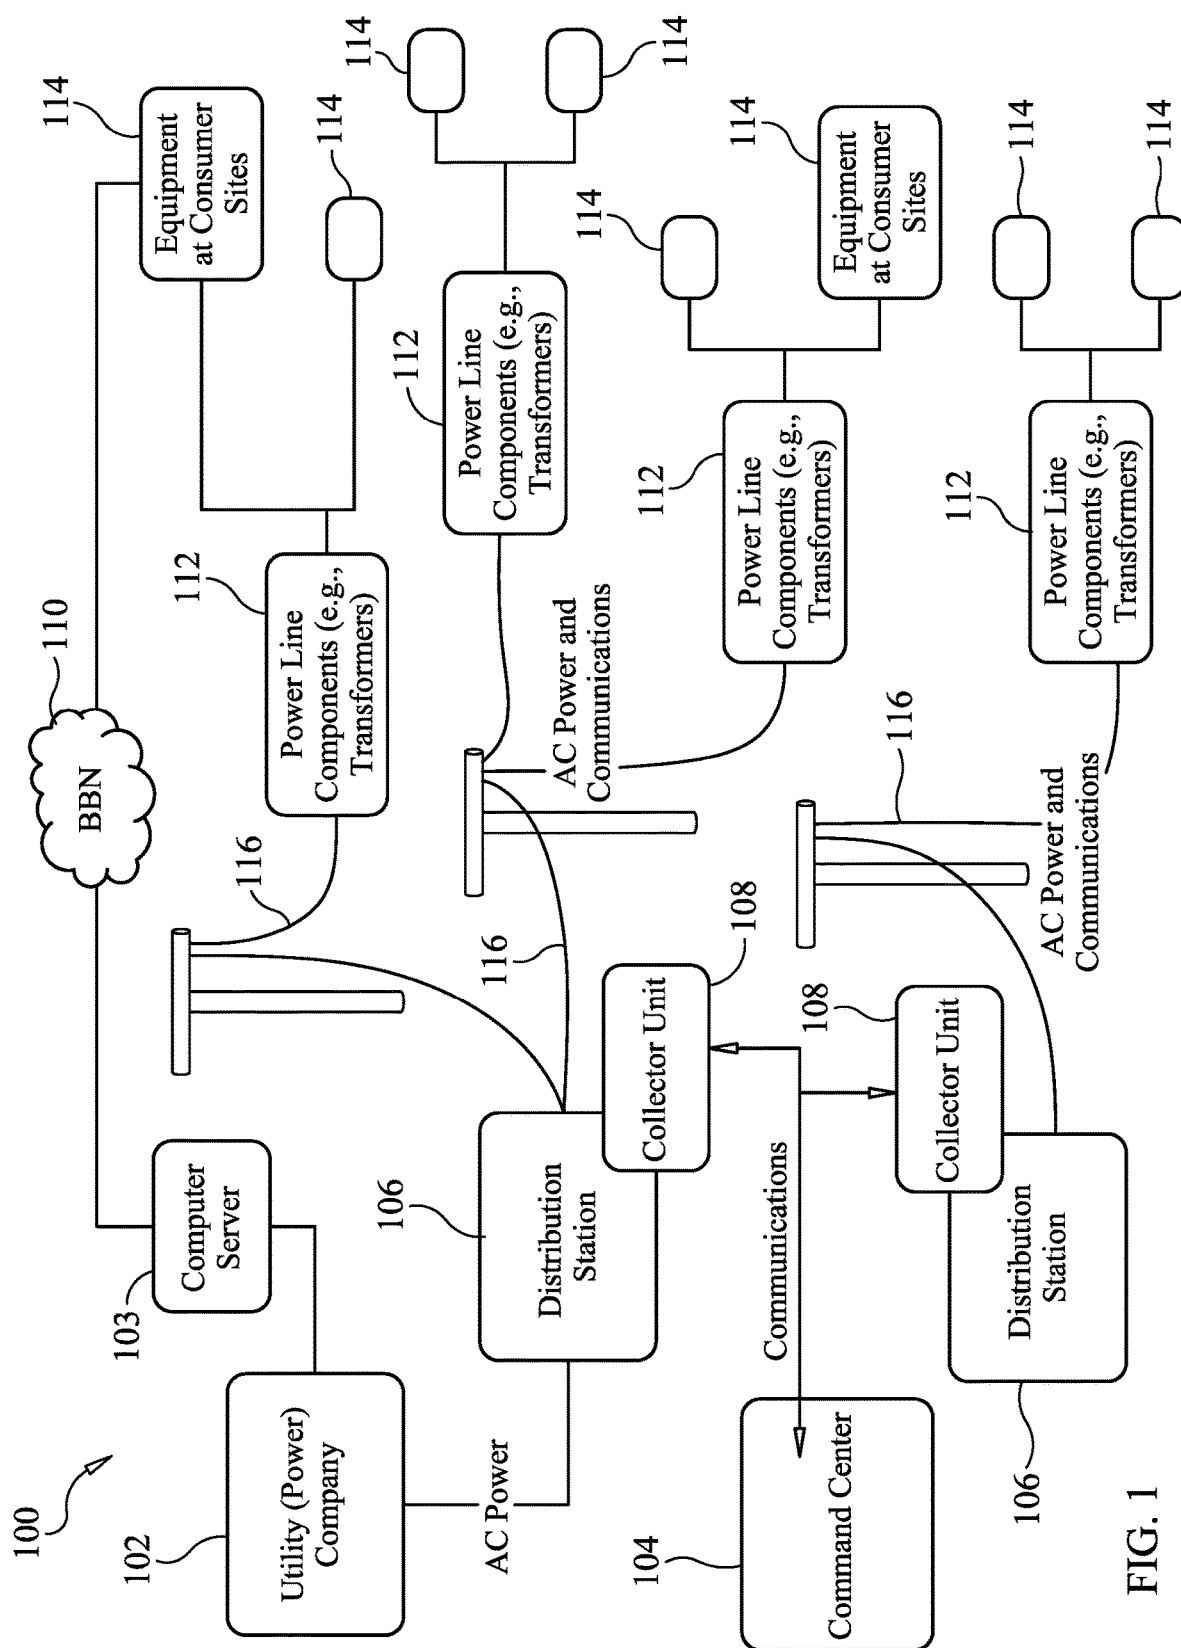 100
102
Utility (Power)
Company
103
Computer
Server
110
BBN
114
Equipment
at Consumer
Sites
114
116
112
Power Line
Components (e.g.,
Transformers)
AC Power
106
Distribution
Station
116
112
Power Line
Components (e.g.,
Transformers)
114
114
108
Collector Unit
AC Power and
Communications
112
Power Line
Components (e.g.,
Transformers)
114
114
Equipment
at Consumer
Sites
104
Command Center
Communications
108
Collector Unit
106
Distribution
Station
116
AC Power and
Communications
112
Power Line
Components (e.g.,
Transformers)
114
114
FIG. 1